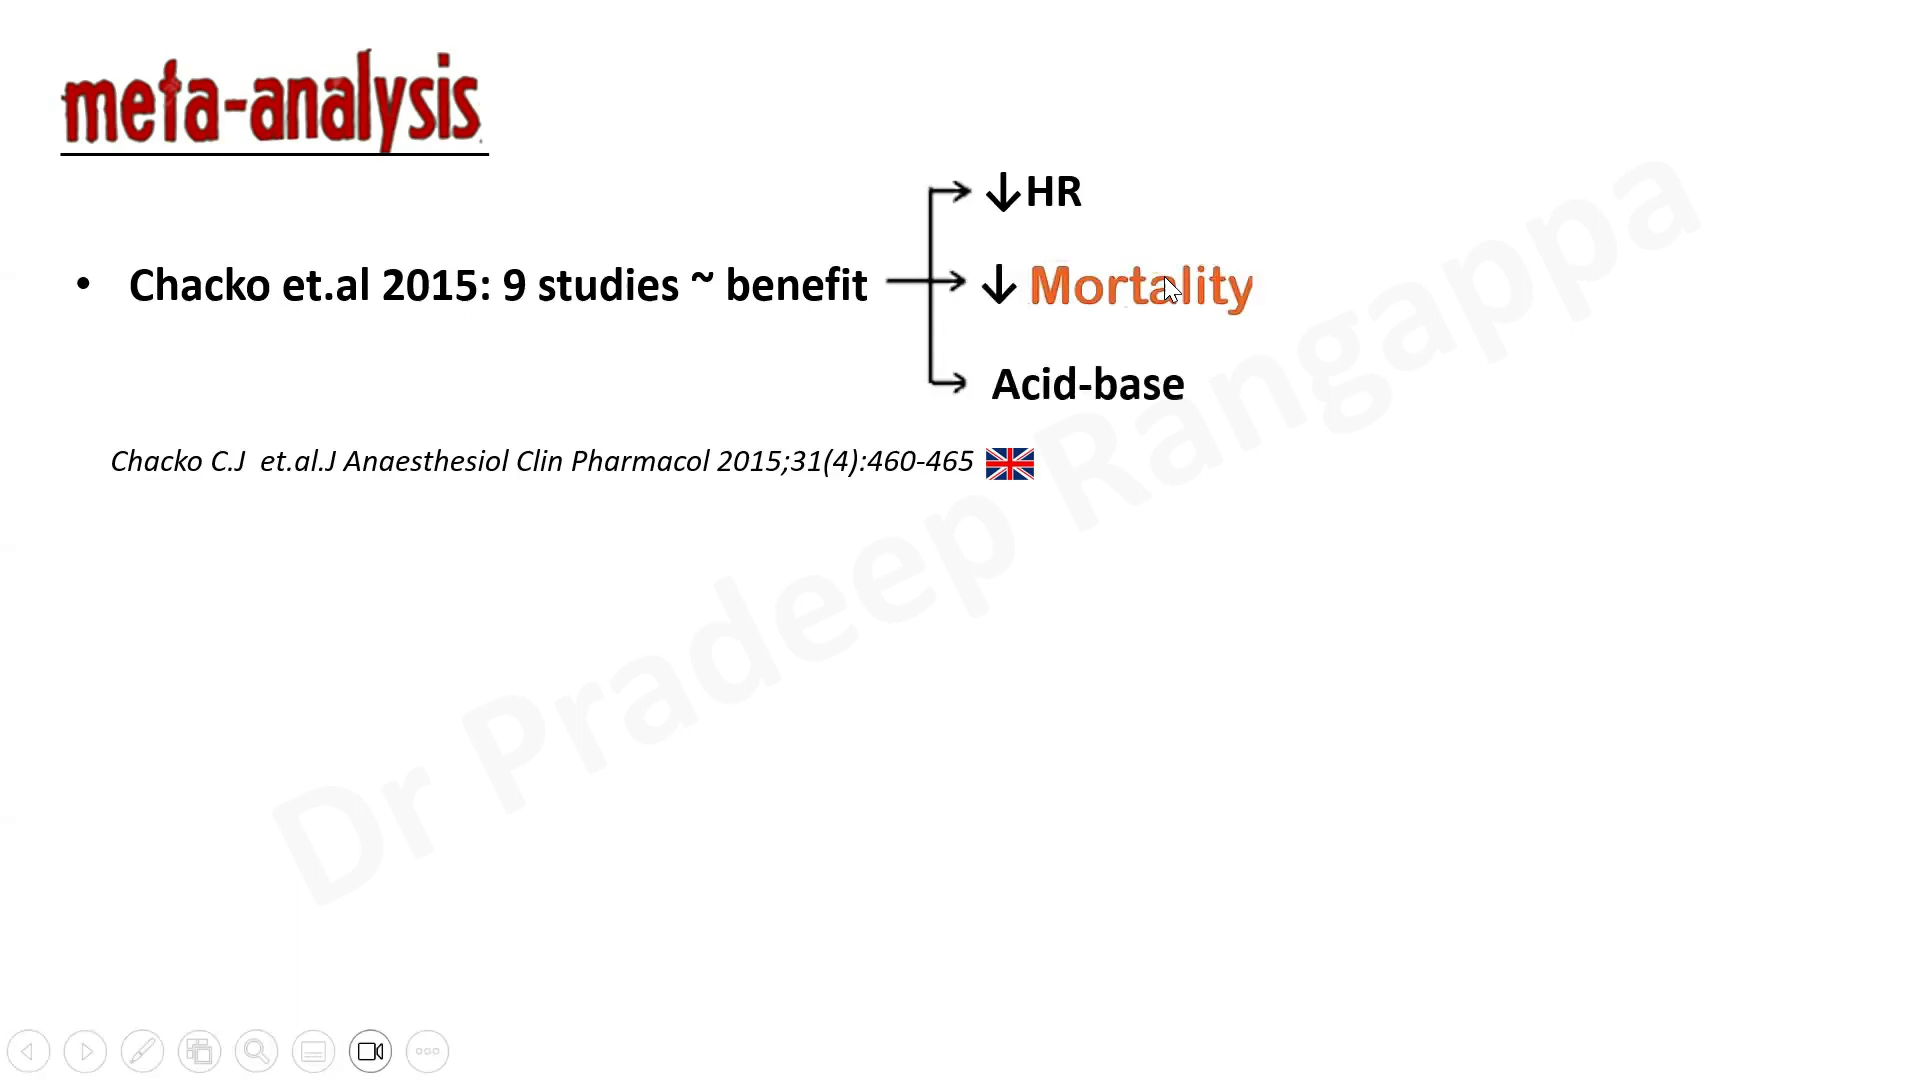 meta-analysis
↓HR
• Chacko et.al 2015: 9 studies ~ benefit
↓ Mortality
Acid-base
Chacko C.J et.al.J Anaesthesiol Clin Pharmacol 2015;31(4):460-465
Dr Pradeep Rangappa